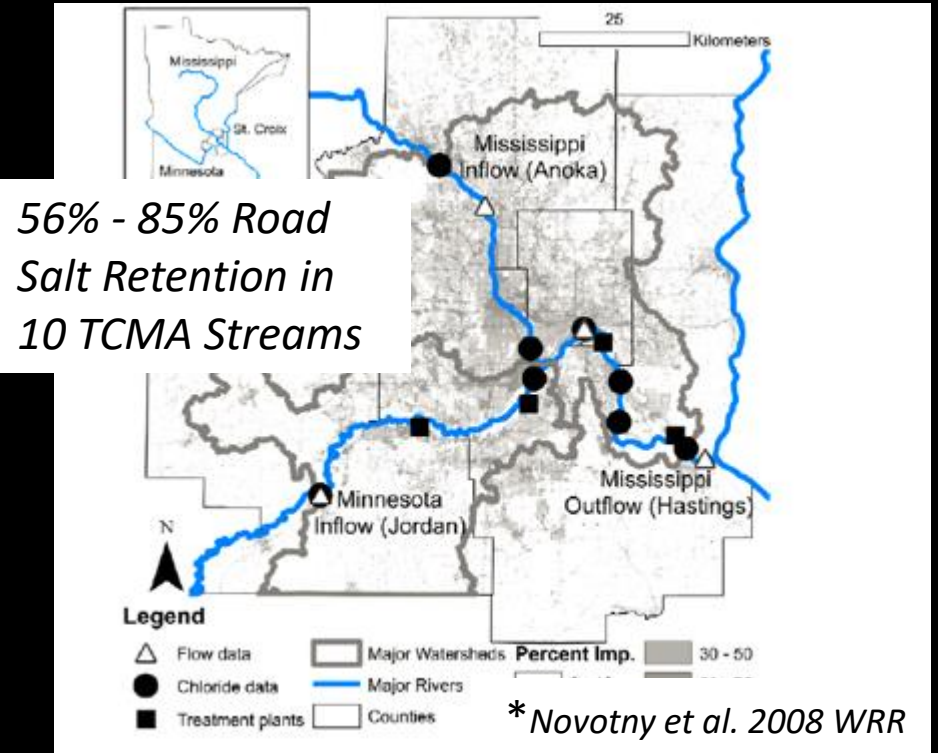 25
Kilometers
Mississippi
St. Croix
Minnesota
Mississippi
Inflow (Anoka)
56% - 85% Road
Salt Retention in
10 TCMA Streams
Mississippi
Outflow (Hastings)
Minnesota
Inflow (Jordan)
N
Legend
Flow data
Chloride data
Treatment plants
Major Watersheds
Major Rivers
Counties
Percent Imp.
30 - 50
*Novotny et al. 2008 WRR